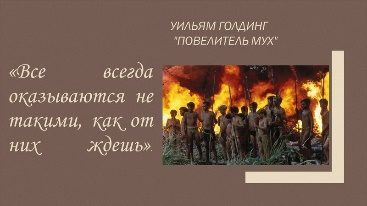 УИЛЬЯМ ГОЛДИНГ
"ПОВЕЛИТЕЛЬ МУХ"
«Все всегда
оказываются не
такими, как от
них ждешь».